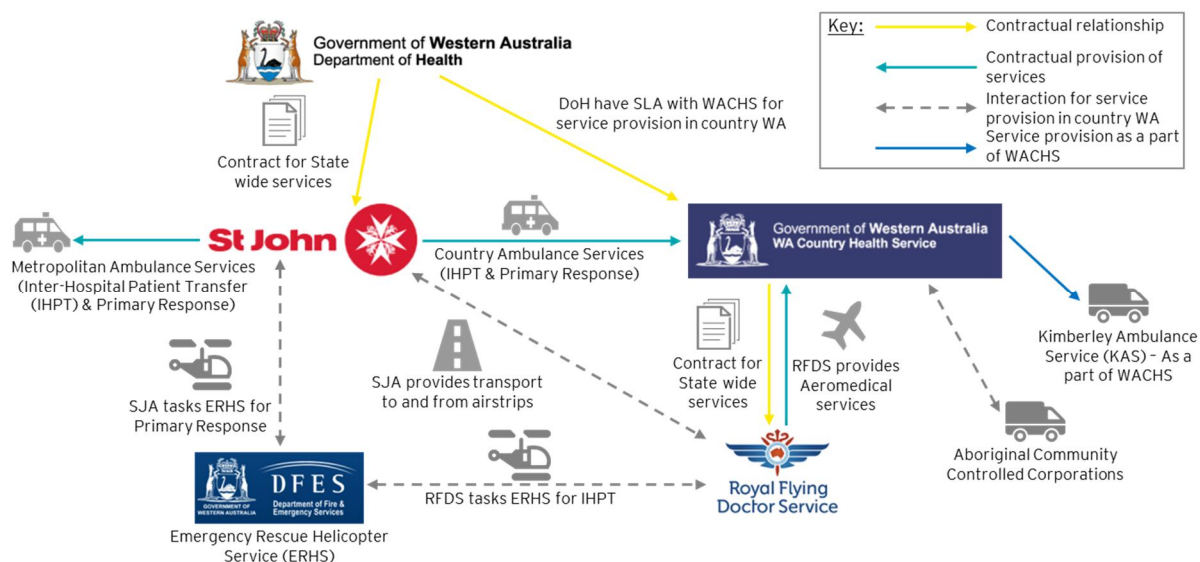 Government of Western Australia
Department of Health
Key:
Contractual relationship
Contractual provision of
services
Interaction for service
provision in country WA
Service provision as a part
of WACHS
DoH have SLA with WACHS for
service provision in country WA
Contract for State
wide services
St John
Country Ambulance Services
(IHPT & Primary Response)
Government of Western Australia
WA Country Health Service
Metropolitan Ambulance Services
(Inter-Hospital Patient Transfer
(IHPT) & Primary Response)
Kimberley Ambulance
Service (KAS) – As a
part of WACHS
SJA provides transport
to and from airstrips
Contract for
State wide
services
RFDS provides
Aeromedical
services
SJA tasks ERHS for
Primary Response
Aboriginal Community
Controlled Corporations
GOVERNMENT OF
WESTERN AUSTRALIA
DFES
Department of Fire &
Emergency Services
RFDS tasks ERHS for IHPT
Royal Flying
Doctor Service
Emergency Rescue Helicopter
Service (ERHS)